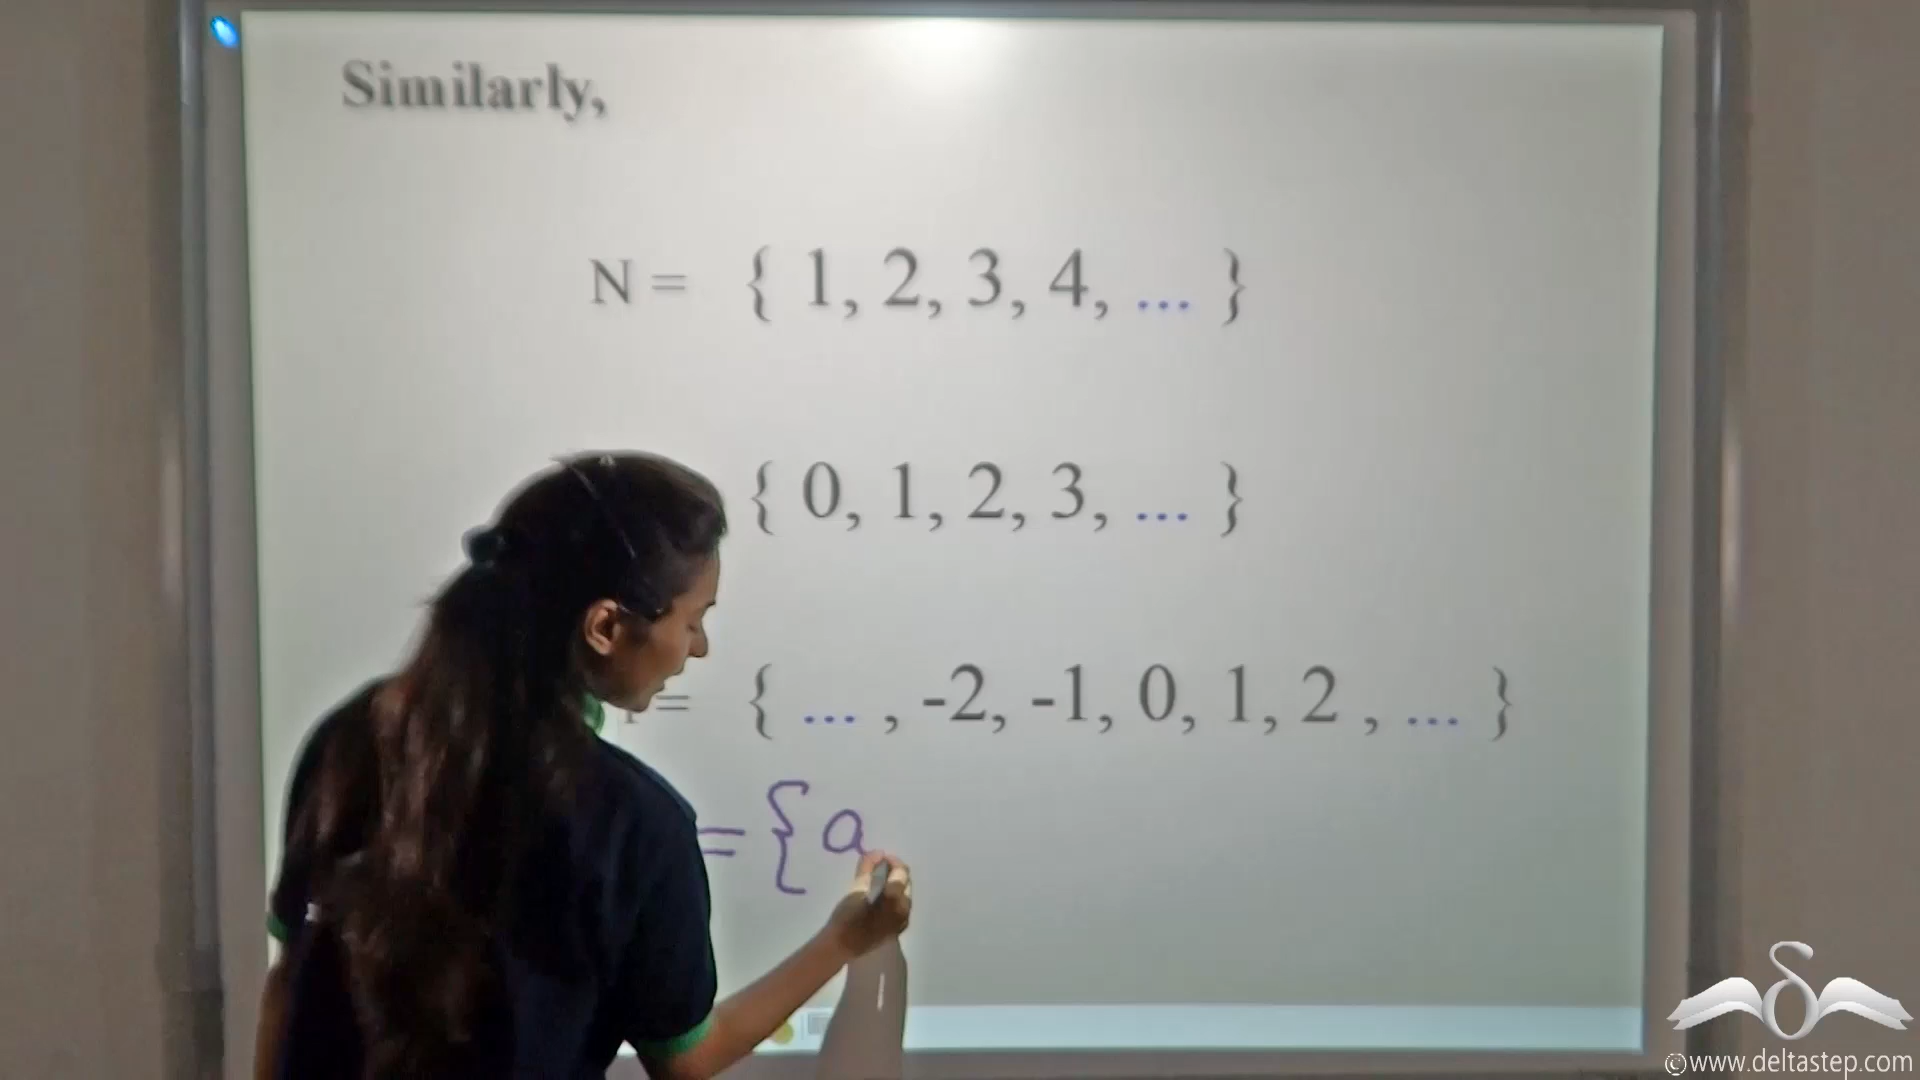 Similarly,
N = { 1, 2, 3, 4, ... }
{ 0, 1, 2, 3, ... }
= { ... , -2, -1, 0, 1, 2 , ... }
= { a
©www.deltastep.com